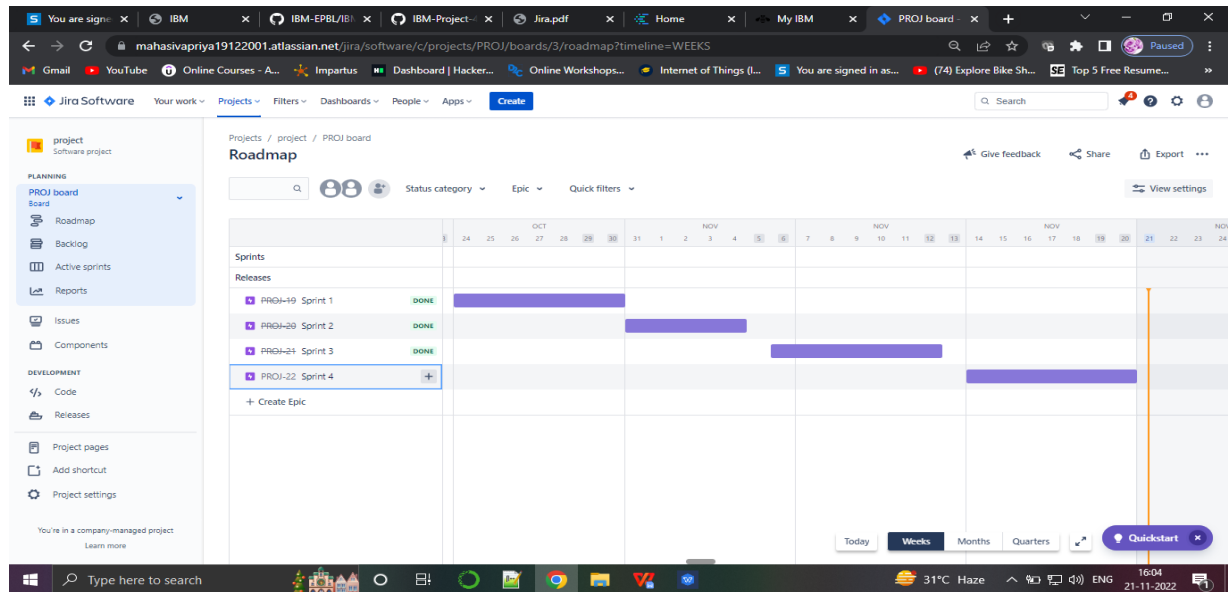 You are signe
IBM
IBM-EPBL/IBM
IBM-Project-
Jira.pdf
Home
My IBM
PROJ board -
mahasivapriya19122001.atlassian.net/jira/software/c/projects/PROJ/boards/3/roadmap?timeline=WEEKS
Paused
Gmail
YouTube
Online Courses - A...
Impartus
Dashboard | Hacker...
Online Workshops...
Internet of Things (I...
You are signed in as...
(74) Explore Bike Sh...
Top 5 Free Resume...
Jira Software
Your work
Projects
Filters
Dashboards
People
Apps
Create
Search
4
project
Software project
PLANNING
PROJ board
Board
Roadmap
Backlog
Active sprints
Reports
Issues
Components
DEVELOPMENT
Code
Releases
Project pages
Add shortcut
Project settings
You're in a company-managed project
Learn more
Projects / project / PROJ board
Roadmap
Give feedback
Share
Export
Status category
Epic
Quick filters
View settings
OCT NOV NOV NOV NOV
24 25 26 27 28 29 30 31 1 2 3 4 5 6 7 8 9 10 11 12 13 14 15 16 17 18 19 20 21 22 23 24
Sprints
Releases
PROJ-19 Sprint 1 DONE
PROJ-20 Sprint 2 DONE
PROJ-21 Sprint 3 DONE
PROJ-22 Sprint 4 +
+ Create Epic
Today
Weeks
Months
Quarters
Quickstart
Type here to search
31°C Haze
ENG
16:04
21-11-2022